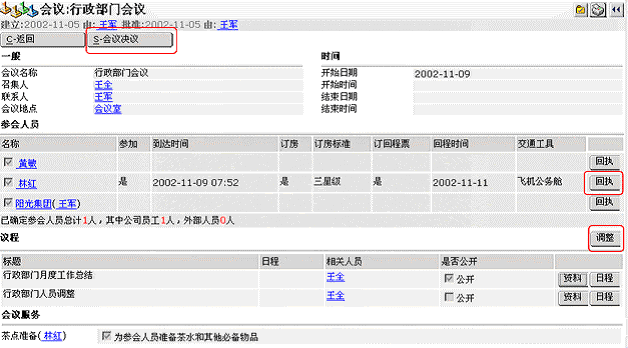 会议:行政部门会议
建立:2002-11-05 由: 王军 批准:2002-11-05 由: 王军
C-返回 S-会议决议
一般 时间
会议名称 行政部门会议 开始日期 2002-11-09
召集人 王全 开始时间
联系人 王军 结束日期
会议地点 会议室 结束时间
参会人员
名称 参加 到达时间 订房 订房标准 订回程票 回程时间 交通工具
黄敏 回执
林红 是 2002-11-09 07:52 是 三星级 是 2002-11-11 飞机公务舱 回执
阳光集团(王军) 回执
已确定参会人员总计1人,其中公司员工1人,外部人员0人
议程 调整
标题 日程 相关人员 是否公开
行政部门月度工作总结 王全 公开 资料 日程
行政部门人员调整 王全 公开 资料 日程
会议服务
茶点准备(林红) 为参会人员准备茶水和其他必备物品